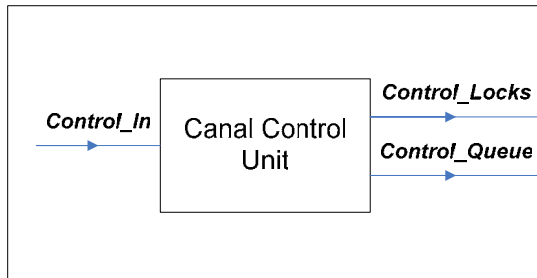 Control_Locks
Control_In
Canal Control
Unit
Control_Queue